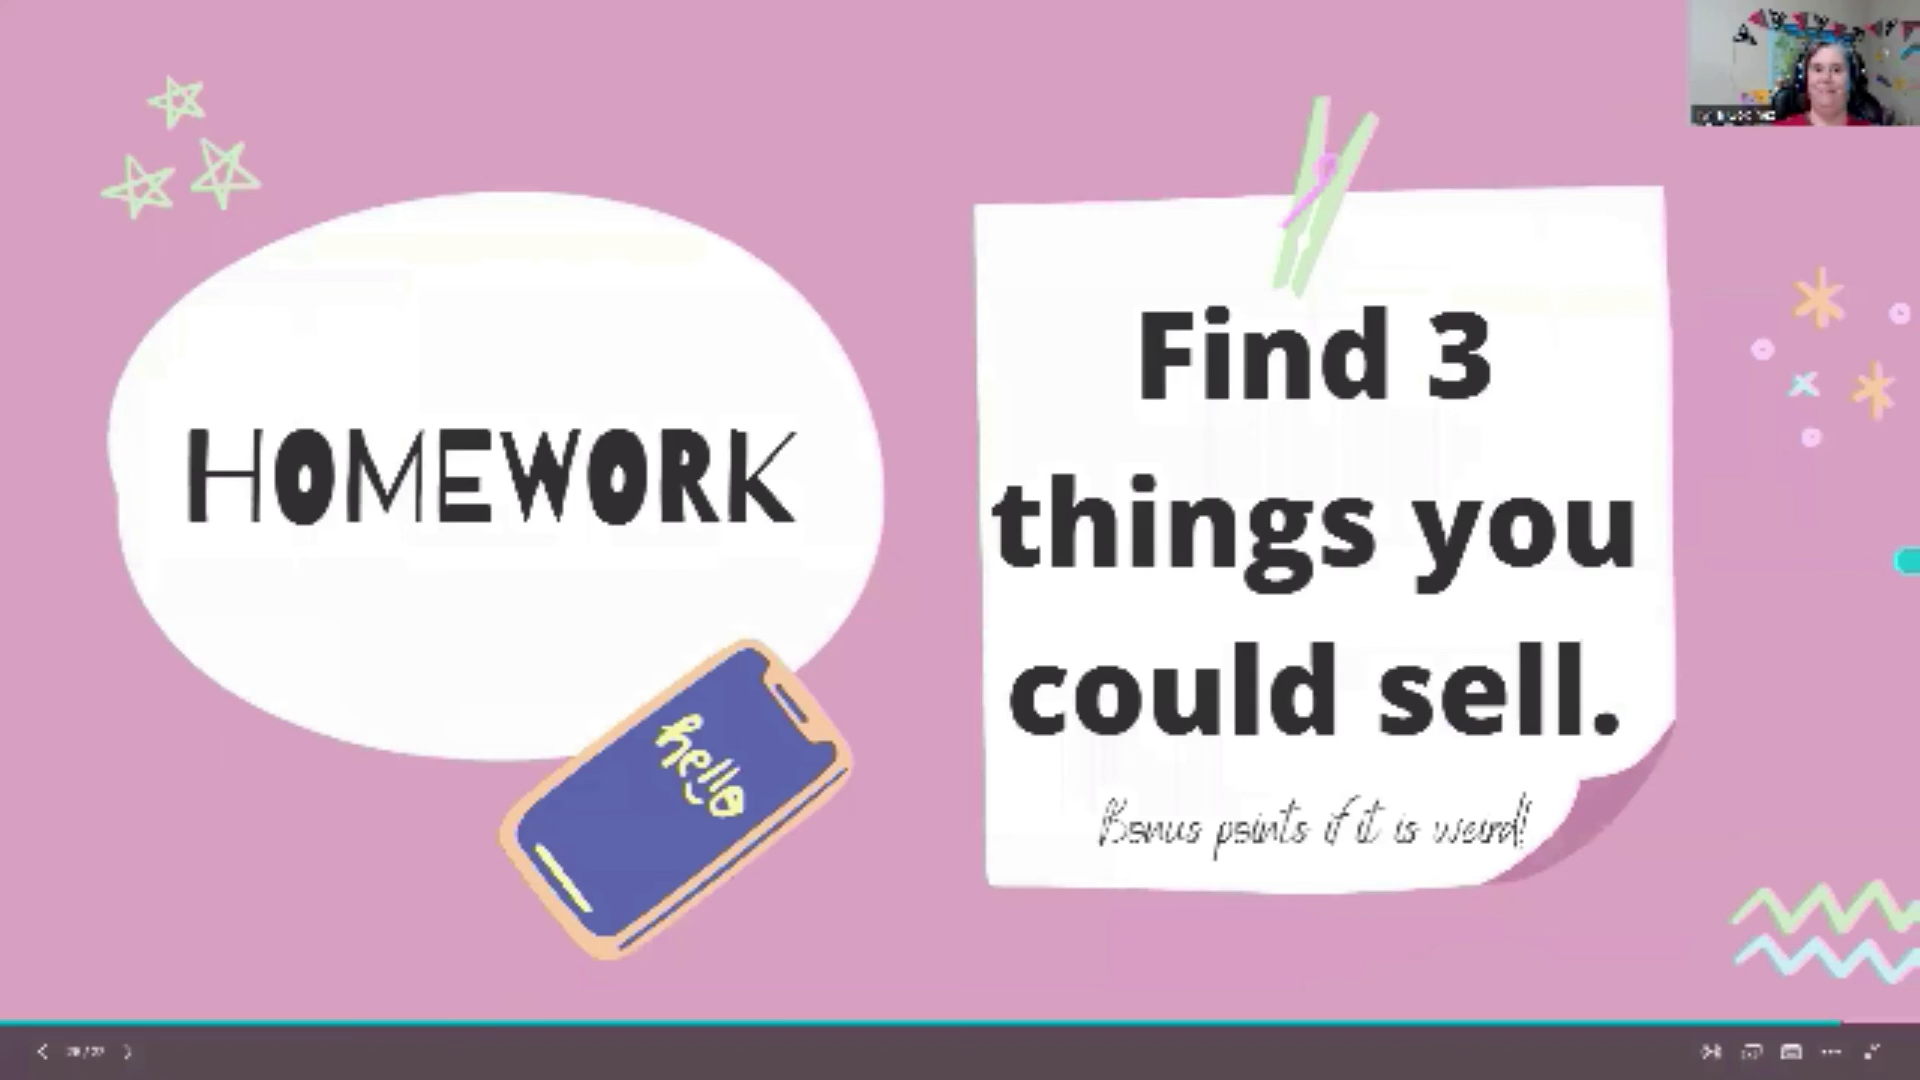 HOMEWORK
Find 3
things you
could sell.
Bonus points if it is weird!
hello